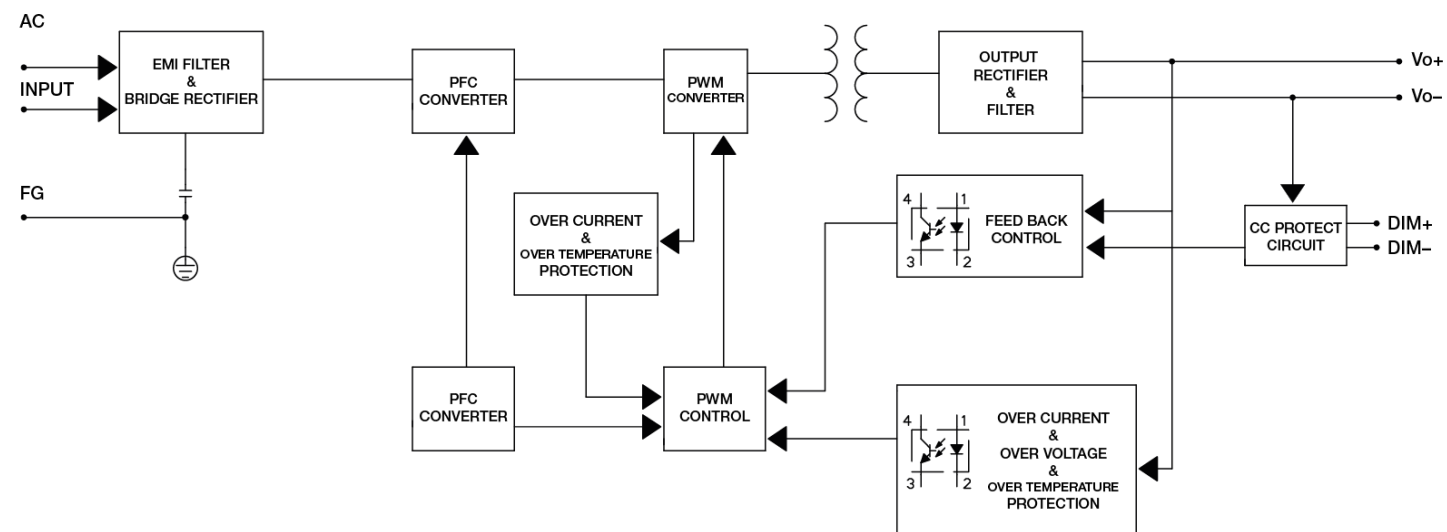 AC
INPUT
FG
EMI FILTER
&
BRIDGE RECTIFIER
PFC
CONVERTER
PWM
CONVERTER
OUTPUT
RECTIFIER
&
FILTER
Vo+
Vo–
OVER CURRENT
&
OVER TEMPERATURE
PROTECTION
4
1
3
2
FEED BACK
CONTROL
CC PROTECT
CIRCUIT
DIM+
DIM–
PFC
CONVERTER
PWM
CONTROL
4
1
3
2
OVER CURRENT
&
OVER VOLTAGE
&
OVER TEMPERATURE
PROTECTION